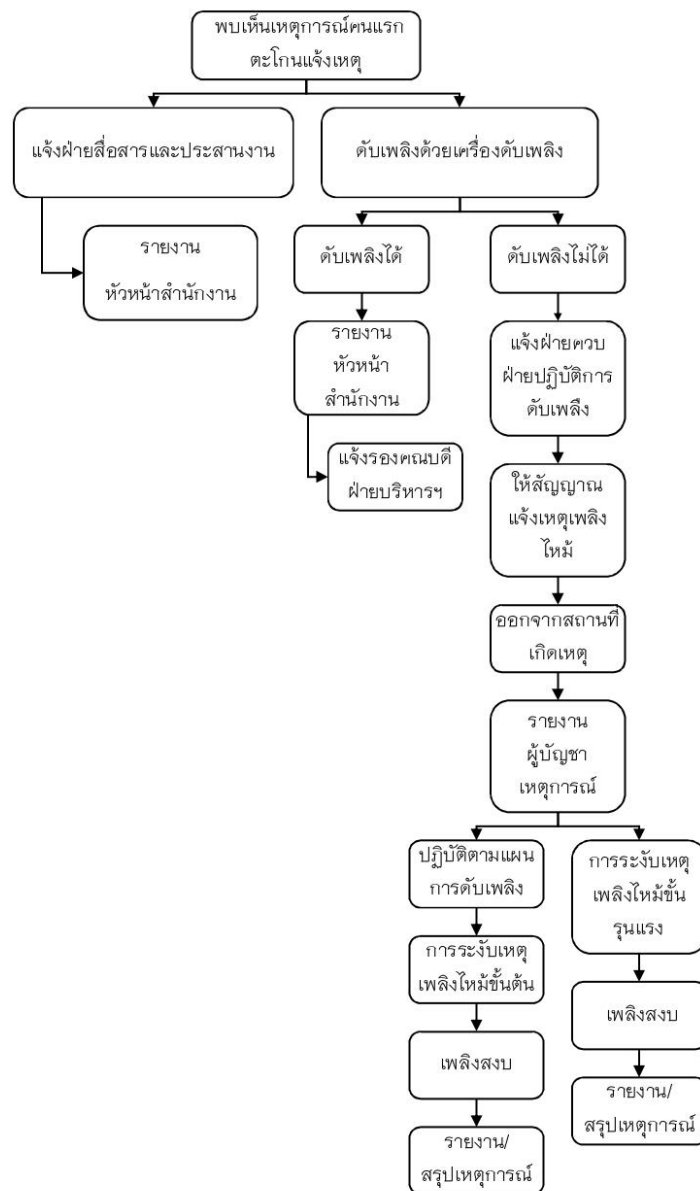 พบเห็นเหตุการณ์คนแรก
ตะโกนแจ้งเหตุ
แจ้งฝ่ายสื่อสารและประสานงาน
ดับเพลิงด้วยเครื่องดับเพลิง
รายงาน
หัวหน้าสำนักงาน
ดับเพลิงได้
ดับเพลิงไม่ได้
รายงาน
หัวหน้า
สำนักงาน
แจ้งรองคณบดี
ฝ่ายบริหารฯ
แจ้งฝ่ายควบ
ฝ่ายปฏิบัติการ
ดับเพลิง
ให้สัญญาณ
แจ้งเหตุเพลิง
ไหม้
ออกจากสถานที่
เกิดเหตุ
รายงาน
ผู้บัญชา
เหตุการณ์
ปฏิบัติตามแผน
การดับเพลิง
การระงับเหตุ
เพลิงไหม้ขั้นต้น
เพลิงสงบ
รายงาน/
สรุปเหตุการณ์
การระงับเหตุ
เพลิงไหม้ขั้น
รุนแรง
เพลิงสงบ
รายงาน/
สรุปเหตุการณ์